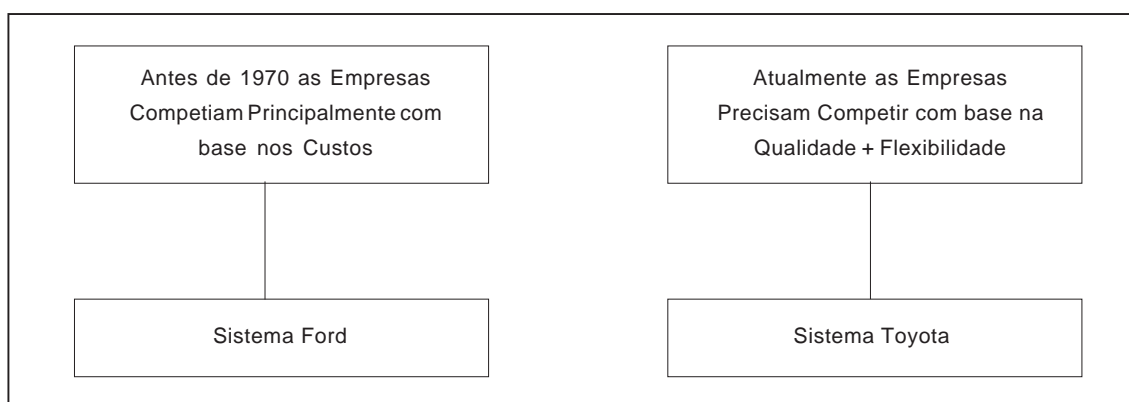 Antes de 1970 as Empresas
Competiam Principalmente com
base nos Custos
Atualmente as Empresas
Precisam Competir com base na
Qualidade + Flexibilidade
Sistema Ford
Sistema Toyota